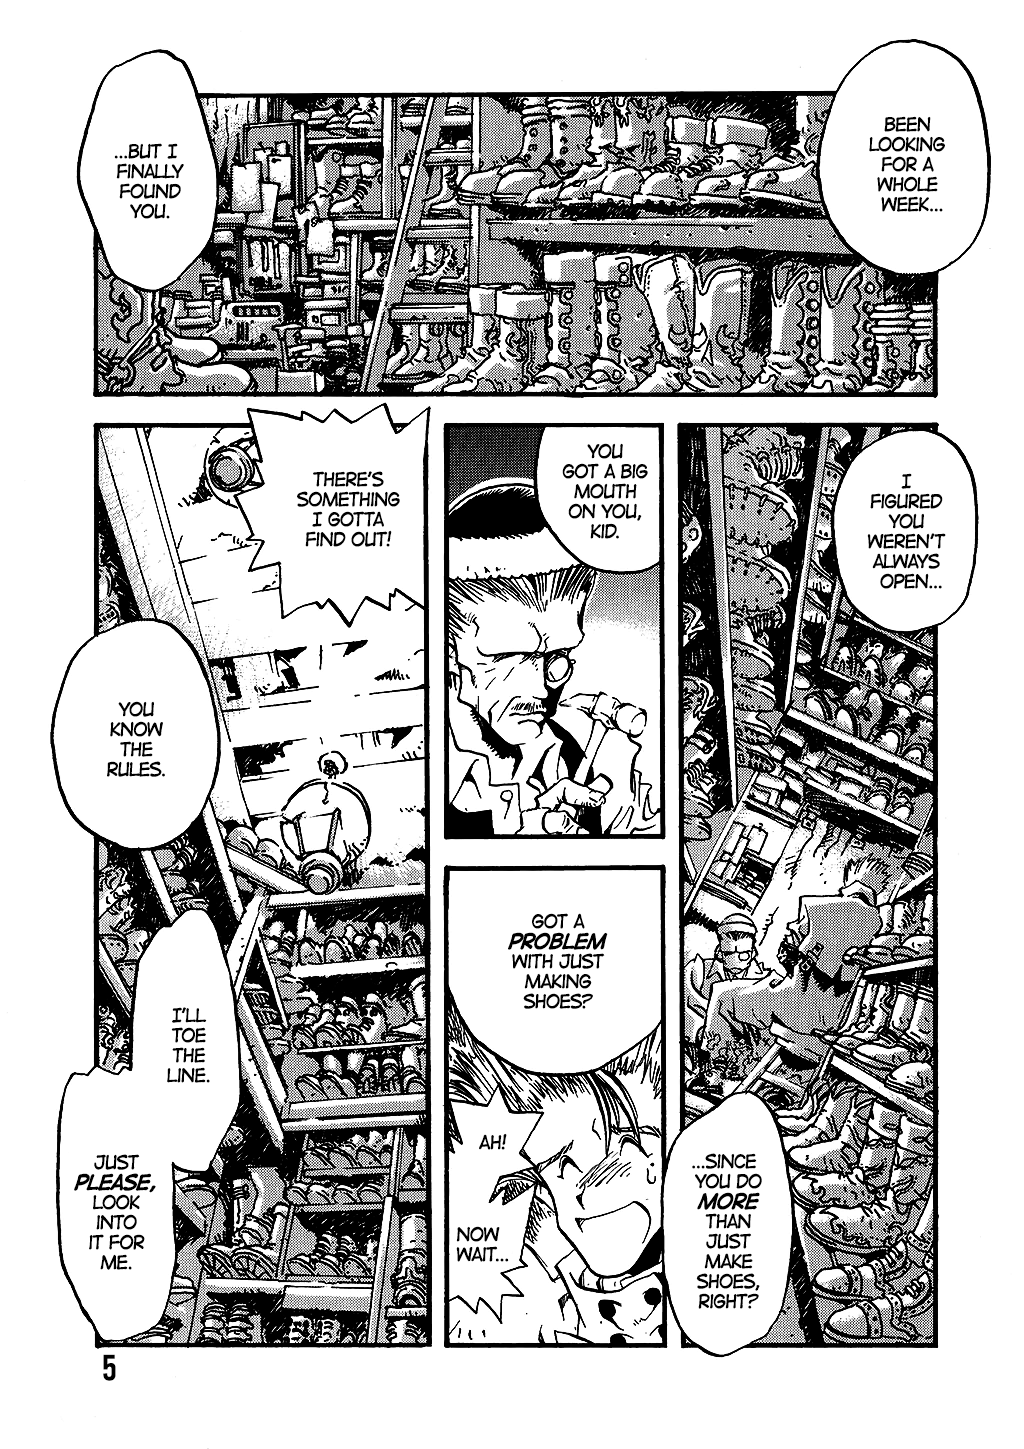 BEEN
LOOKING
FOR A
WHOLE
WEEK...
...BUT I
FINALLY
FOUND
YOU.
I
FIGURED
YOU
WEREN'T
ALWAYS
OPEN...
...SINCE
YOU DO
MORE
THAN
JUST
MAKE
SHOES,
RIGHT?
YOU
GOT A BIG
MOUTH
ON YOU,
KID.
GOT A
PROBLEM
WITH JUST
MAKING
SHOES?
AH!
NOW
WAIT...
THERE'S
SOMETHING
I GOTTA
FIND OUT!
YOU
KNOW
THE
RULES.
I'LL
TOE
THE
LINE.
JUST
PLEASE,
LOOK
INTO
IT FOR
ME.
5